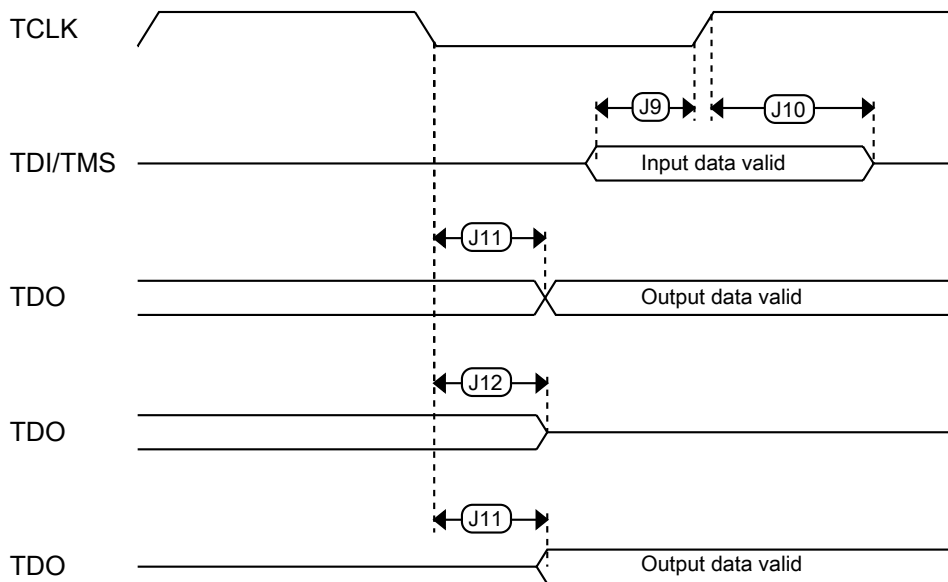 TCLK
J9
J10
TDI/TMS
Input data valid
J11
TDO
Output data valid
J12
TDO
J11
TDO
Output data valid